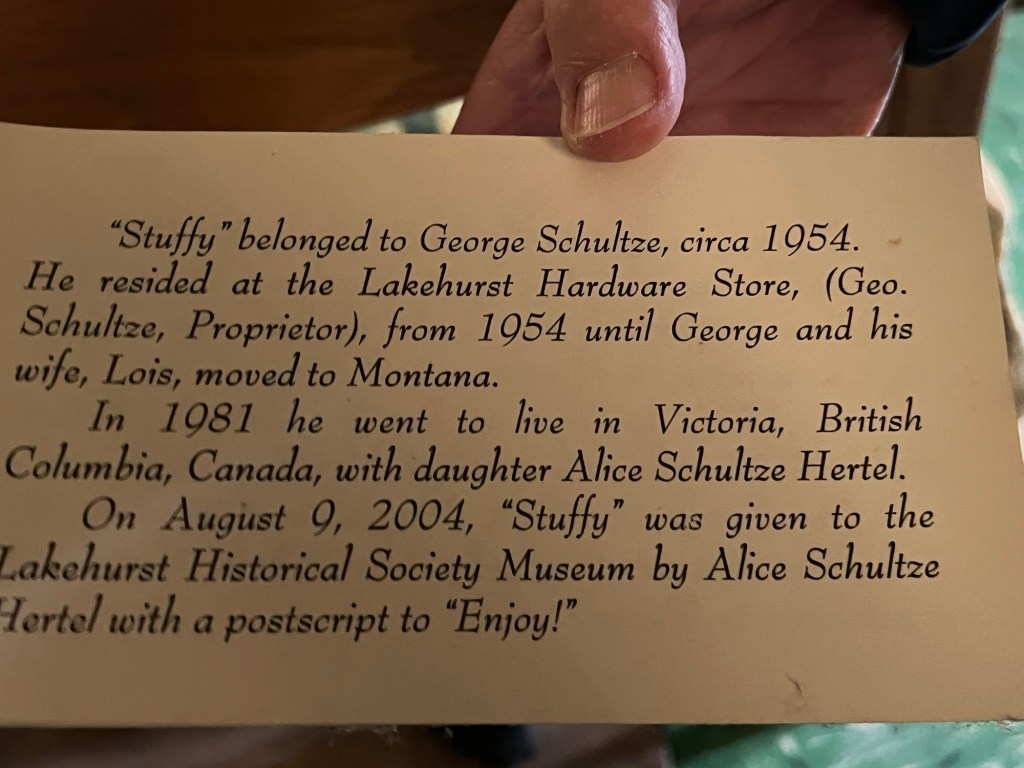 "Stuffy" belonged to George Schultze, circa 1954.
He resided at the Lakehurst Hardware Store, (Geo.
Schultze, Proprietor), from 1954 until George and his
wife, Lois, moved to Montana.
In 1981 he went to live in Victoria, British
Columbia, Canada, with daughter Alice Schultze Hertel.
On August 9, 2004, "Stuffy" was given to the
Lakehurst Historical Society Museum by Alice Schultze
Hertel with a postscript to "Enjoy!"